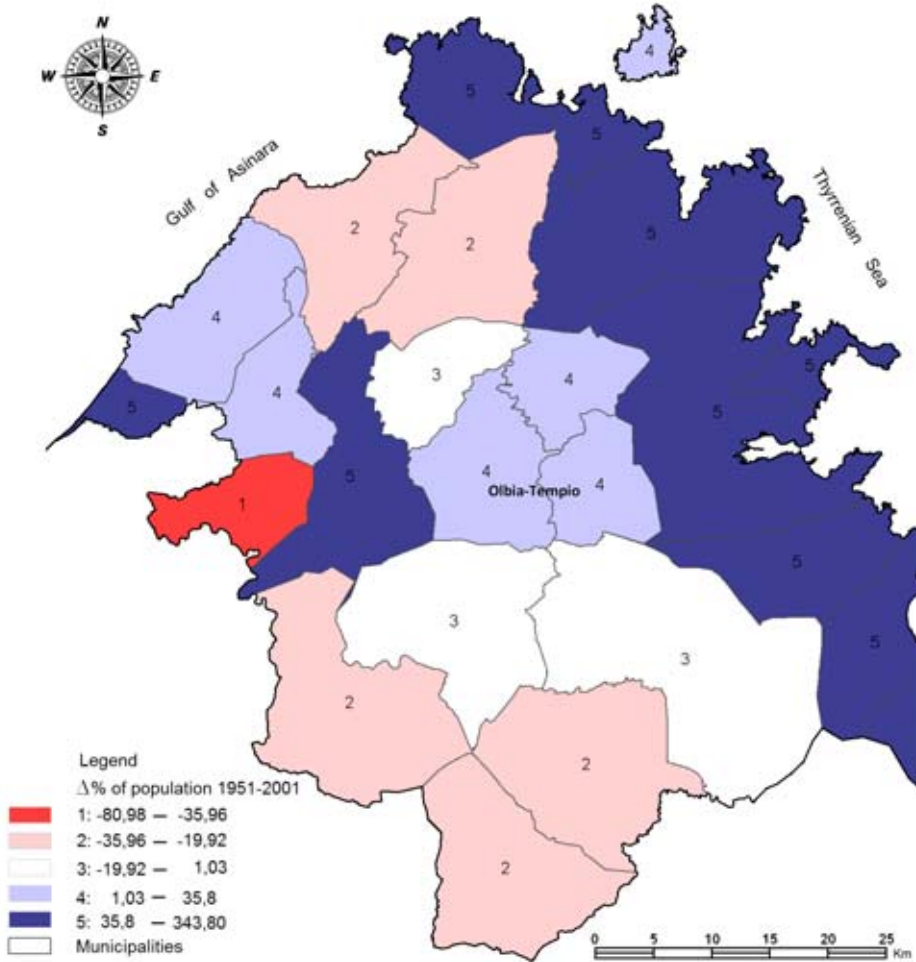 N
W E
S
Gulf of Asinara
Thyrrenian Sea
4
5
5
2
2
5
4
3
4
5
4
5
5
4
5
Olbia-Tempio
4
1
5
3
5
3
2
2
2
Legend
Δ% of population 1951-2001
1: -80,98 — -35,96
2: -35,96 — -19,92
3: -19,92 — 1,03
4: 1,03 — 35,8
5: 35,8 — 343,80
Municipalities
0 5 10 15 20 25
Km